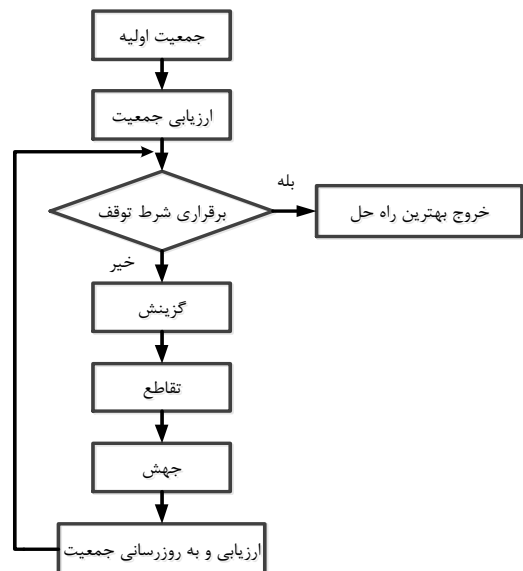 جمعیت اولیه
ارزیابی جمعیت
برقراری شرط توقف
بله
خروج بهترین راه حل
خیر
گزینش
تقاطع
جهش
ارزیابی و به روزرسانی جمعیت